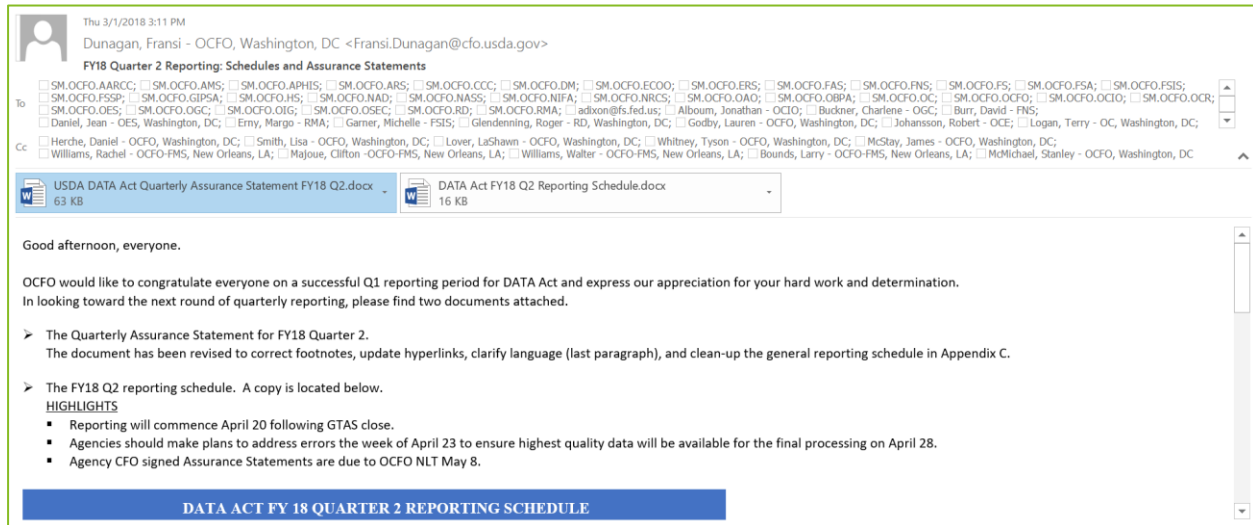 Thu 3/1/2018 3:11 PM
Dunagan, Fransi - OCFO, Washington, DC <Fransi.Dunagan@cfo.usda.gov>
FY18 Quarter 2 Reporting: Schedules and Assurance Statements
To
SM.OCFO.AARCC; SM.OCFO.AMS; SM.OCFO.APHIS; SM.OCFO.ARS; SM.OCFO.CCC; SM.OCFO.DM; SM.OCFO.ECOO; SM.OCFO.ERS; SM.OCFO.FAS; SM.OCFO.FNS; SM.OCFO.FS; SM.OCFO.FSA; SM.OCFO.FSIS;
SM.OCFO.FSSP; SM.OCFO.GIPSA; SM.OCFO.HS; SM.OCFO.NAD; SM.OCFO.NASS; SM.OCFO.NIFA; SM.OCFO.NRCS; SM.OCFO.OAO; SM.OCFO.OBPA; SM.OCFO.OC; SM.OCFO.OCFO; SM.OCFO.OCIO; SM.OCFO.OCR;
SM.OCFO.OES; SM.OCFO.OGC; SM.OCFO.OIG; SM.OCFO.OSEC; SM.OCFO.RD; SM.OCFO.RMA; adixon@fs.fed.us; Alboum, Jonathan - OCIO; Buckner, Charlene - OGC; Burr, David - FNS;
Daniel, Jean - OES, Washington, DC; Erny, Margo - RMA; Garner, Michelle - FSIS; Glendenning, Roger - RD, Washington, DC; Godby, Lauren - OCFO, Washington, DC; Johansson, Robert - OCE; Logan, Terry - OC, Washington, DC;
Cc
Herche, Daniel - OCFO, Washington, DC; Smith, Lisa - OCFO, Washington, DC; Lover, LaShawn - OCFO, Washington, DC; Whitney, Tyson - OCFO, Washington, DC; McStay, James - OCFO, Washington, DC;
Williams, Rachel - OCFO-FMS, New Orleans, LA; Majoue, Clifton -OCFO-FMS, New Orleans, LA; Williams, Walter - OCFO-FMS, New Orleans, LA; Bounds, Larry - OCFO-FMS, New Orleans, LA; McMichael, Stanley - OCFO, Washington, DC
USDA DATA Act Quarterly Assurance Statement FY18 Q2.docx
63 KB
DATA Act FY18 Q2 Reporting Schedule.docx
16 KB
Good afternoon, everyone.
OCFO would like to congratulate everyone on a successful Q1 reporting period for DATA Act and express our appreciation for your hard work and determination.
In looking toward the next round of quarterly reporting, please find two documents attached.
➢ The Quarterly Assurance Statement for FY18 Quarter 2.
The document has been revised to correct footnotes, update hyperlinks, clarify language (last paragraph), and clean-up the general reporting schedule in Appendix C.
➢ The FY18 Q2 reporting schedule. A copy is located below.
HIGHLIGHTS
▪ Reporting will commence April 20 following GTAS close.
▪ Agencies should make plans to address errors the week of April 23 to ensure highest quality data will be available for the final processing on April 28.
▪ Agency CFO signed Assurance Statements are due to OCFO NLT May 8.
DATA ACT FY 18 QUARTER 2 REPORTING SCHEDULE